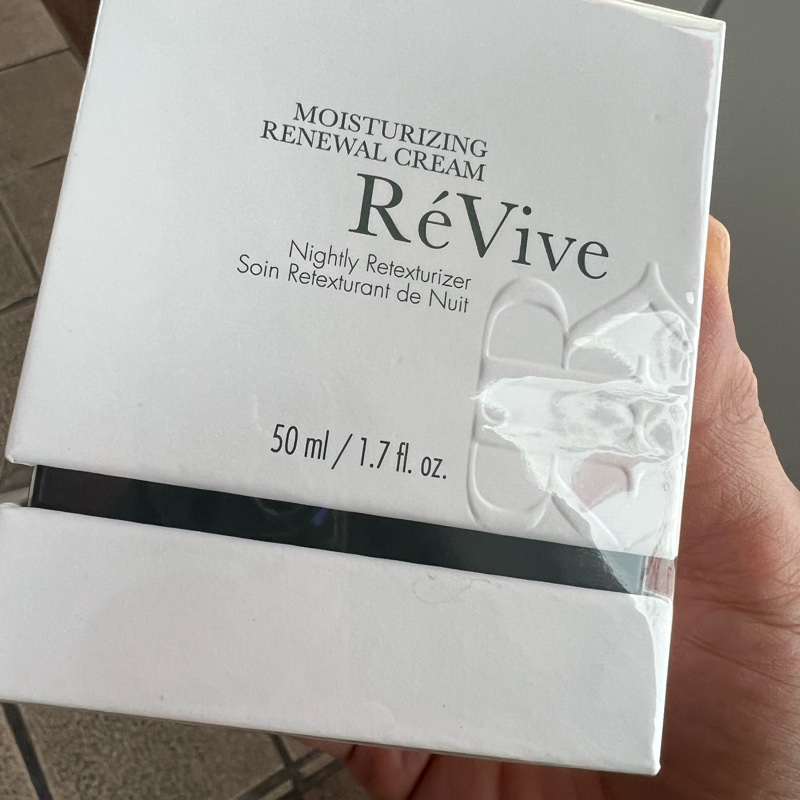 MOISTURIZING
RENEWAL CREAM
RéVive
Nightly Retexturizer
Soin Retexturant de Nuit
50 ml / 1.7 fl. oz.